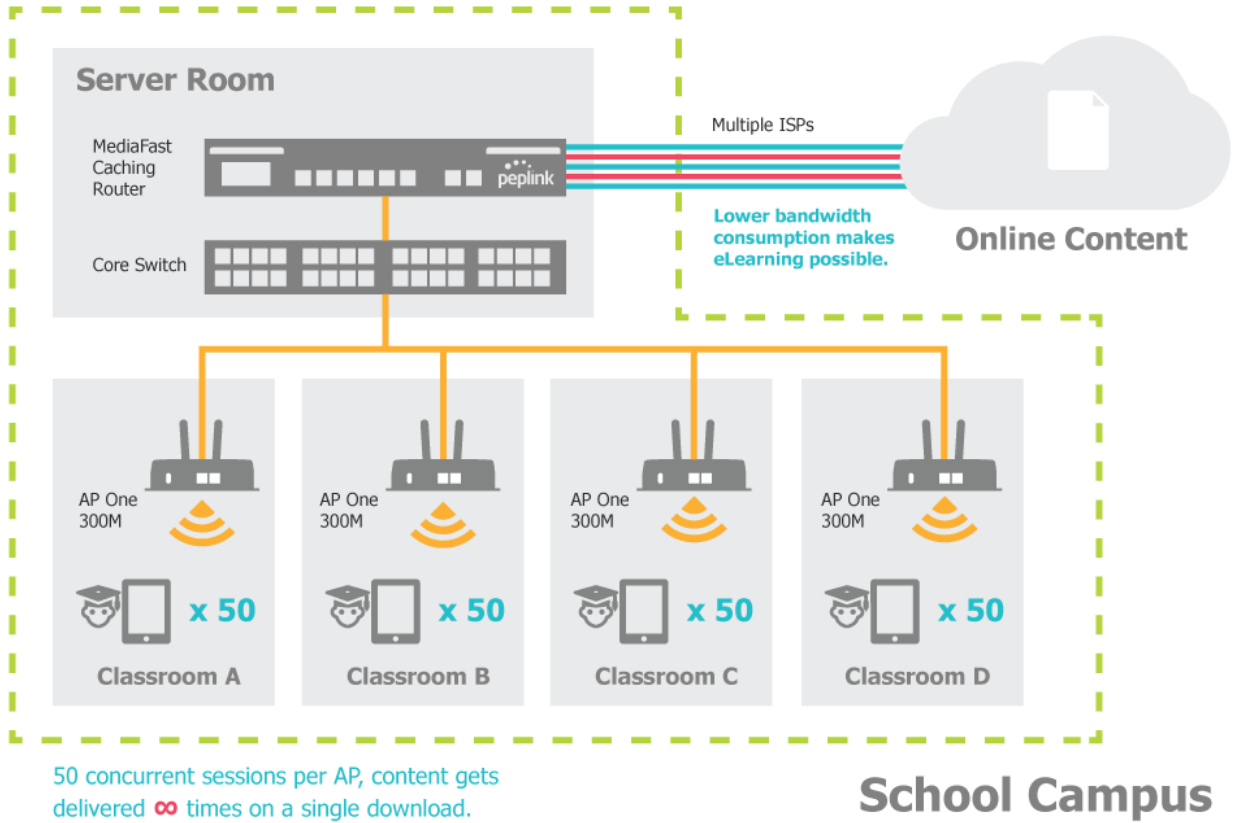 Server Room
MediaFast
Caching
Router
peplink
Core Switch
Multiple ISPs
Lower bandwidth
consumption makes
eLearning possible.
Online Content
AP One
300M
x 50
Classroom A
AP One
300M
x 50
Classroom B
AP One
300M
x 50
Classroom C
AP One
300M
x 50
Classroom D
50 concurrent sessions per AP, content gets
delivered ∞ times on a single download.
School Campus